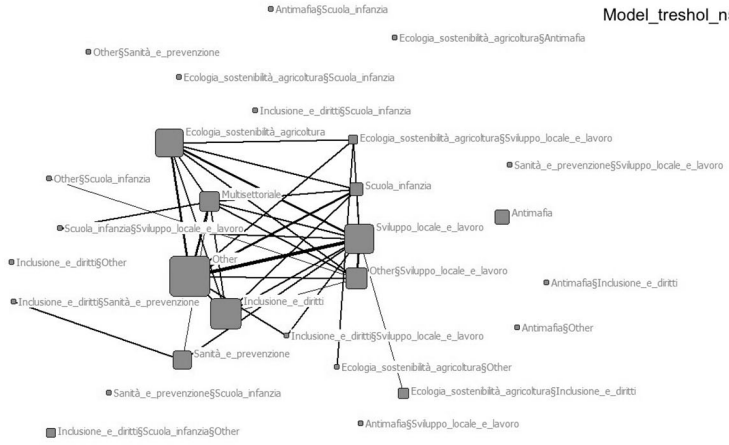 Model_treshol_n
Antimafia§Scuola_infanzia
Ecologia_sostenibilità_agricoltura§Antimafia
Other§Sanità_e_prevenzione
Ecologia_sostenibilità_agricoltura§Scuola_infanzia
Inclusione_e_diritti§Scuola_infanzia
Ecologia_sostenibilità_agricoltura
Ecologia_sostenibilità_agricoltura§Sviluppo_locale_e_lavoro
Sanità_e_prevenzione§Sviluppo_locale_e_lavoro
Other§Scuola_infanzia
Scuola_infanzia
Multisettoriale
Antimafia
Scuola_infanzia§Sviluppo_locale_e_lavoro
Sviluppo_locale_e_lavoro
Inclusione_e_diritti§Other
Other
Other§Sviluppo_locale_e_lavoro
Antimafia§Inclusione_e_diritti
Inclusione_e_diritti§Sanità_e_prevenzione
Inclusione_e_diritti
Antimafia§Other
Inclusione_e_diritti§Sviluppo_locale_e_lavoro
Sanità_e_prevenzione
Ecologia_sostenibilità_agricoltura§Other
Sanità_e_prevenzione§Scuola_infanzia
Ecologia_sostenibilità_agricoltura§Inclusione_e_diritti
Antimafia§Sviluppo_locale_e_lavoro
Inclusione_e_diritti§Scuola_infanzia§Other